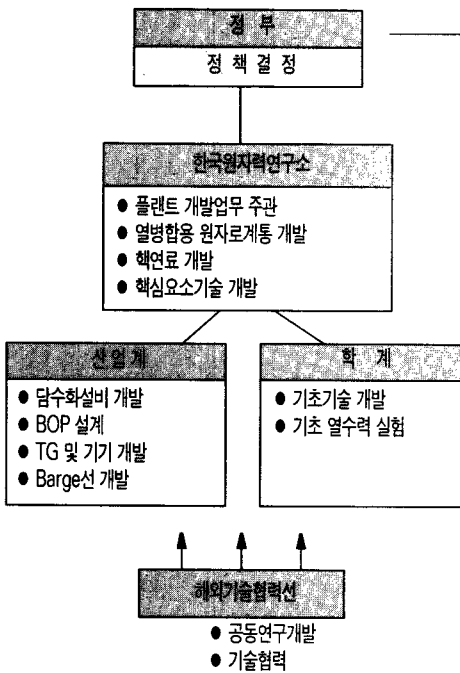 정 부
정 책 결 정
한국원자력연구소
● 플랜트 개발업무 주관
● 열병합용 원자로계통 개발
● 핵연료 개발
● 핵심요소기술 개발
산 업 계
● 담수화설비 개발
● BOP 설계
● TG 및 기기 개발
● Barge선 개발
학 계
● 기초기술 개발
● 기초 열수력 실험
해외기술협력선
● 공동연구개발
● 기술협력